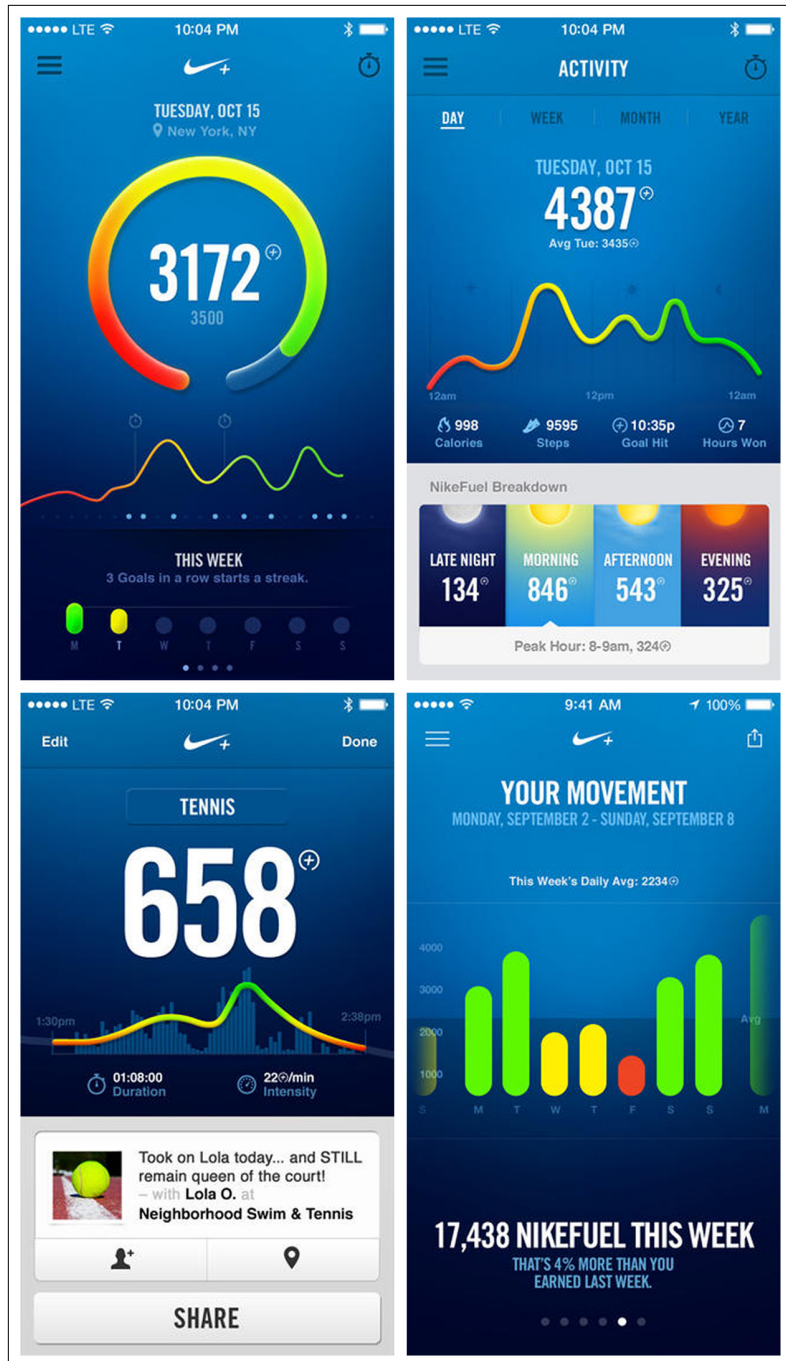 LTE 10:04 PM
TUESDAY, OCT 15
New York, NY
3172
3500
THIS WEEK
3 Goals in a row starts a streak.
M T W T F S S
LTE 10:04 PM
ACTIVITY
DAY WEEK MONTH YEAR
TUESDAY, OCT 15
4387
Avg Tue: 3435
12am 12pm 12am
998 9595 10:35p 7
Calories Steps Goal Hit Hours Won
NikeFuel Breakdown
LATE NIGHT MORNING AFTERNOON EVENING
134 846 543 325
Peak Hour: 8-9am, 324
LTE 10:04 PM
Edit Done
TENNIS
658
1:30pm 2:38pm
01:08:00 22/min
Duration Intensity
Took on Lola today... and STILL
remain queen of the court!
– with Lola O. at
Neighborhood Swim & Tennis
SHARE
9:41 AM 100%
YOUR MOVEMENT
MONDAY, SEPTEMBER 2 - SUNDAY, SEPTEMBER 8
This Week's Daily Avg: 2234
4000
3000
2000 Avg
1000
S M T W T F S S M
17,438 NIKEFUEL THIS WEEK
THAT'S 4% MORE THAN YOU
EARNED LAST WEEK.